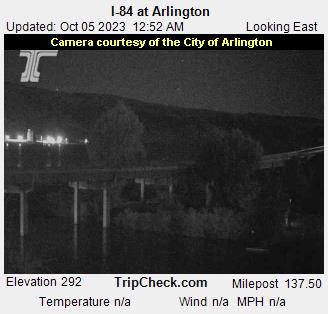 I-84 at Arlington
Updated: Oct 05 2023 12:52 AM Looking East
Camera courtesy of the City of Arlington
Elevation 292 TripCheck.com Milepost 137.50
Temperature n/a Wind n/a MPH n/a